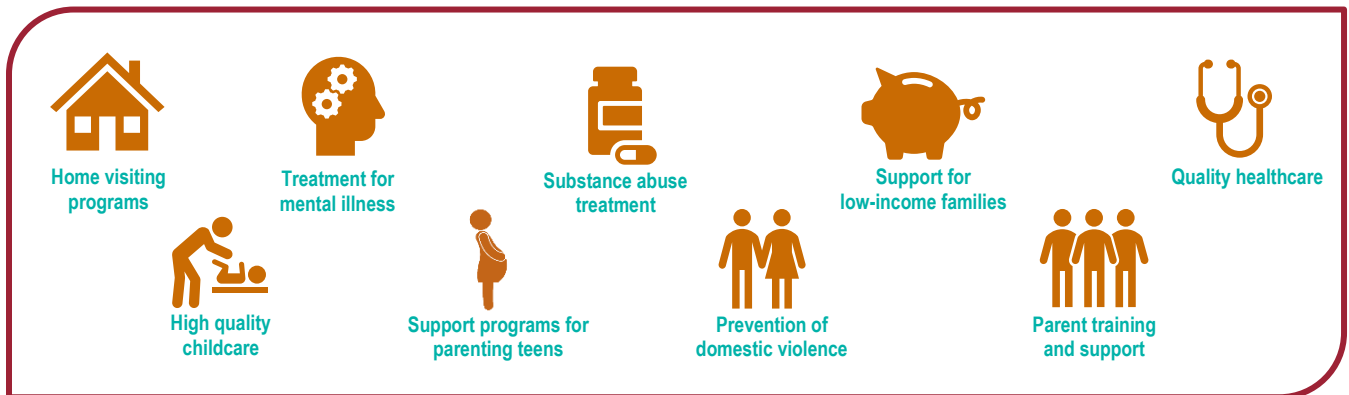 Home visiting
programs
Treatment for
mental illness
Substance abuse
treatment
Support for
low-income families
Quality healthcare
High quality
childcare
Support programs for
parenting teens
Prevention of
domestic violence
Parent training
and support